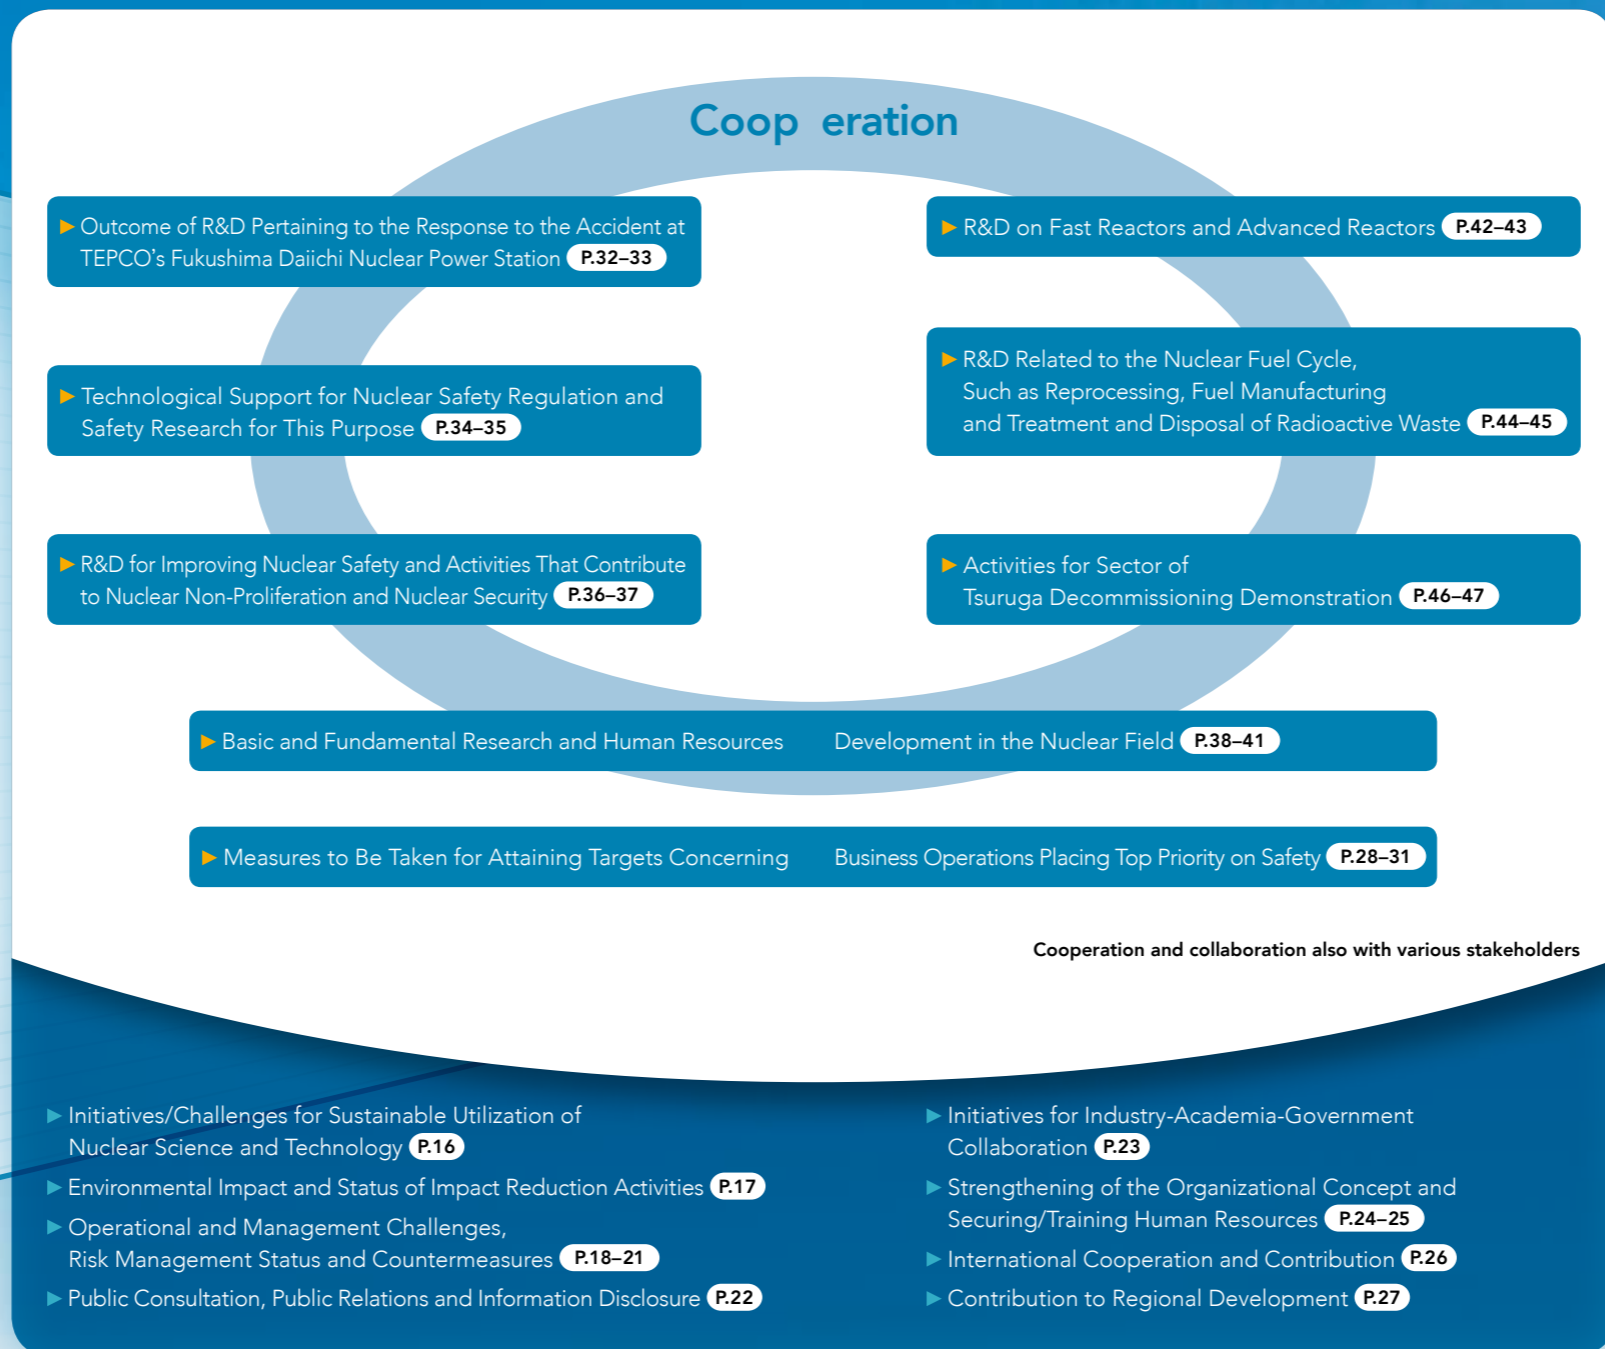 Coop eration
▶ Outcome of R&D Pertaining to the Response to the Accident at
TEPCO's Fukushima Daiichi Nuclear Power Station P.32–33
▶ Technological Support for Nuclear Safety Regulation and
Safety Research for This Purpose P.34–35
▶ R&D for Improving Nuclear Safety and Activities That Contribute
to Nuclear Non-Proliferation and Nuclear Security P.36–37
▶ R&D on Fast Reactors and Advanced Reactors P.42–43
▶ R&D Related to the Nuclear Fuel Cycle,
Such as Reprocessing, Fuel Manufacturing
and Treatment and Disposal of Radioactive Waste P.44–45
▶ Activities for Sector of
Tsuruga Decommissioning Demonstration P.46–47
▶ Basic and Fundamental Research and Human Resources Development in the Nuclear Field P.38–41
▶ Measures to Be Taken for Attaining Targets Concerning Business Operations Placing Top Priority on Safety P.28–31
Cooperation and collaboration also with various stakeholders
▶ Initiatives/Challenges for Sustainable Utilization of
Nuclear Science and Technology P.16
▶ Environmental Impact and Status of Impact Reduction Activities P.17
▶ Operational and Management Challenges,
Risk Management Status and Countermeasures P.18–21
▶ Public Consultation, Public Relations and Information Disclosure P.22
▶ Initiatives for Industry-Academia-Government
Collaboration P.23
▶ Strengthening of the Organizational Concept and
Securing/Training Human Resources P.24–25
▶ International Cooperation and Contribution P.26
▶ Contribution to Regional Development P.27